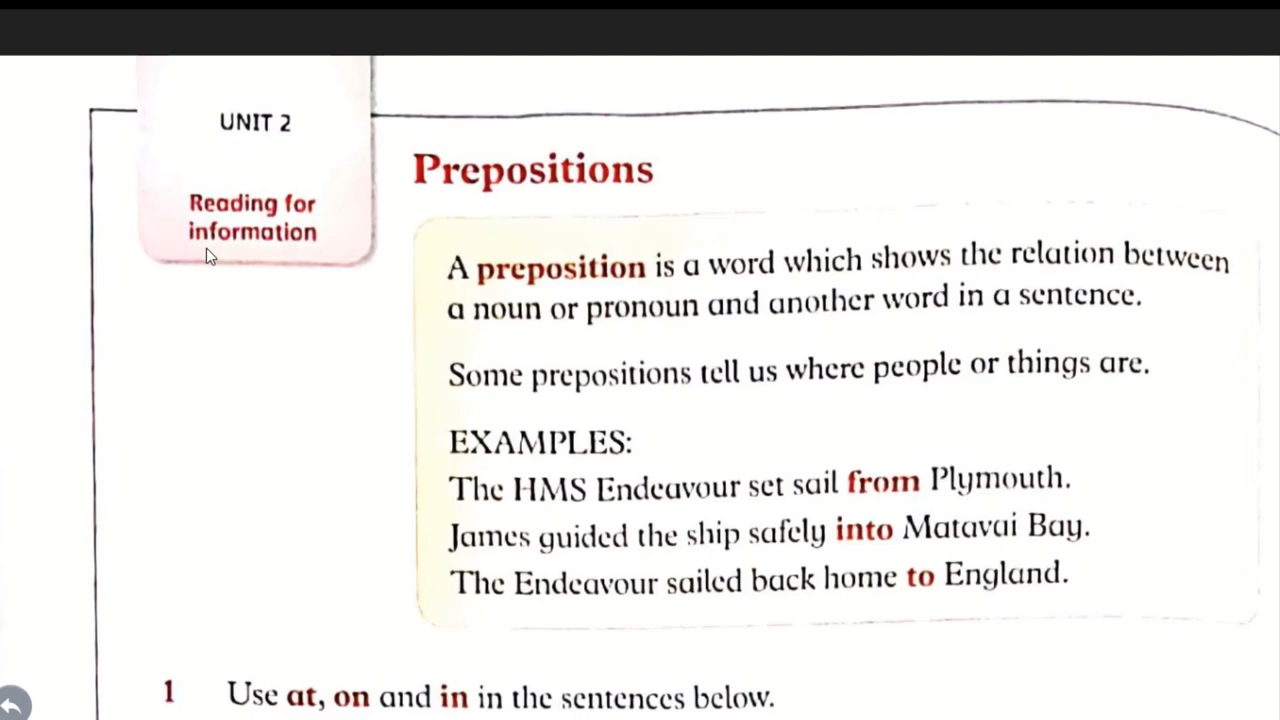 UNIT 2
Reading for
information
Prepositions
A preposition is a word which shows the relation between
a noun or pronoun and another word in a sentence.
Some prepositions tell us where people or things are.
EXAMPLES:
The HMS Endeavour set sail from Plymouth.
James guided the ship safely into Matavai Bay.
The Endeavour sailed back home to England.
1 Use at, on and in in the sentences below.